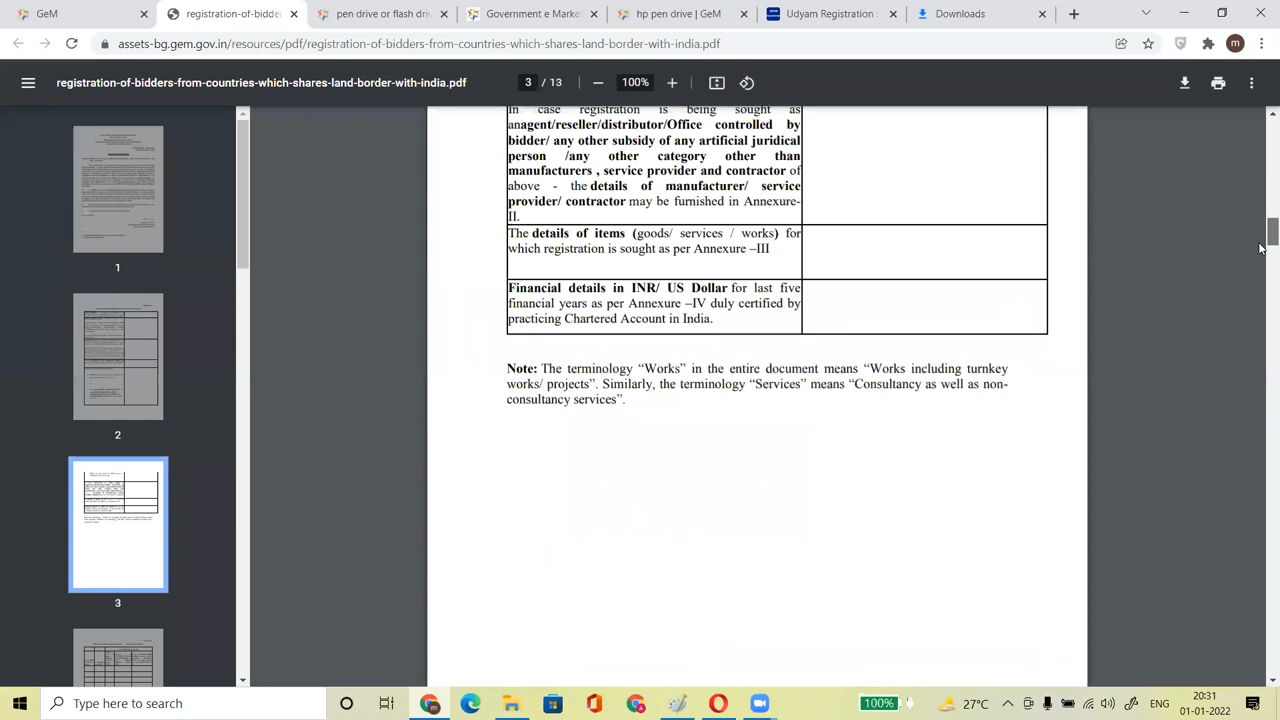 GeM
registration-of-bidde
pen drive or flash driv
Government e Marke
hp pen drive | GeM
Udyam Registration
Downloads
assets-bg.gem.gov.in/resources/pdf/registration-of-bidders-from-countries-which-shares-land-border-with-india.pdf
m
registration-of-bidders-from-countries-which-shares-land-border-with-india.pdf
3 / 13
100%
1
2
3
In case registration is being sought as
anagent/reseller/distributor/Office controlled by
bidder/ any other subsidy of any artificial juridical
person /any other category other than
manufacturers , service provider and contractor of
above - the details of manufacturer/ service
provider/ contractor may be furnished in Annexure-
II.
The details of items (goods/ services / works) for
which registration is sought as per Annexure –III
Financial details in INR/ US Dollar for last five
financial years as per Annexure –IV duly certified by
practicing Chartered Account in India.
Note: The terminology “Works” in the entire document means “Works including turnkey
works/ projects”. Similarly, the terminology “Services” means “Consultancy as well as non-
consultancy services”.
Type here to search
100%
27°C
ENG
20:31
01-01-2022